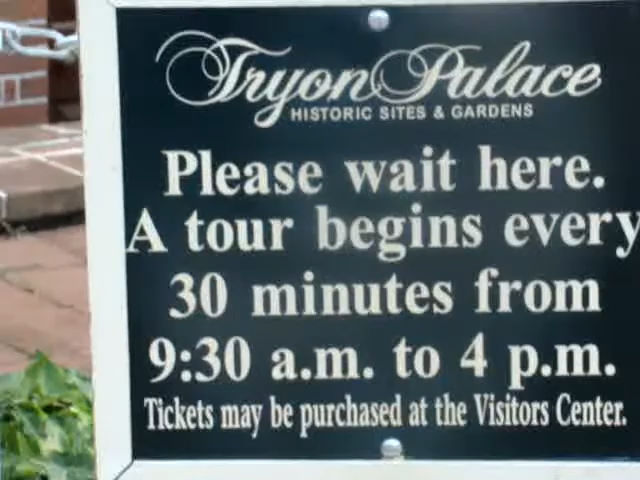 Tryon Palace
HISTORIC SITES & GARDENS
Please wait here.
A tour begins every
30 minutes from
9:30 a.m. to 4 p.m.
Tickets may be purchased at the Visitors Center.